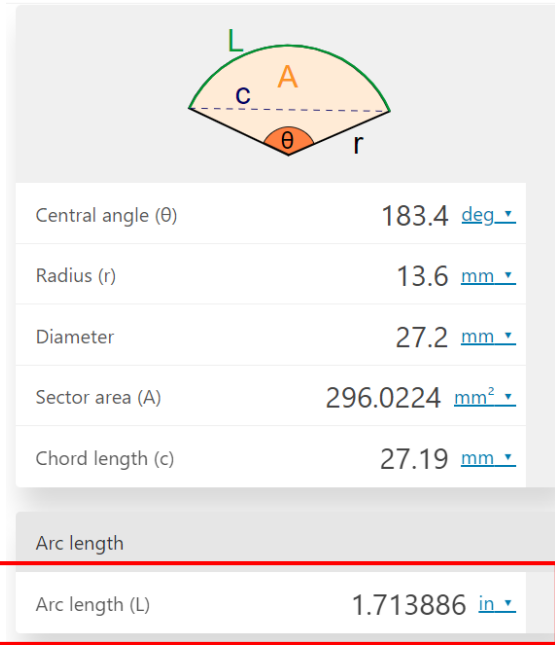 L
A
c
θ
r
Central angle (θ) 183.4 deg
Radius (r) 13.6 mm
Diameter 27.2 mm
Sector area (A) 296.0224 mm²
Chord length (c) 27.19 mm
Arc length
Arc length (L) 1.713886 in